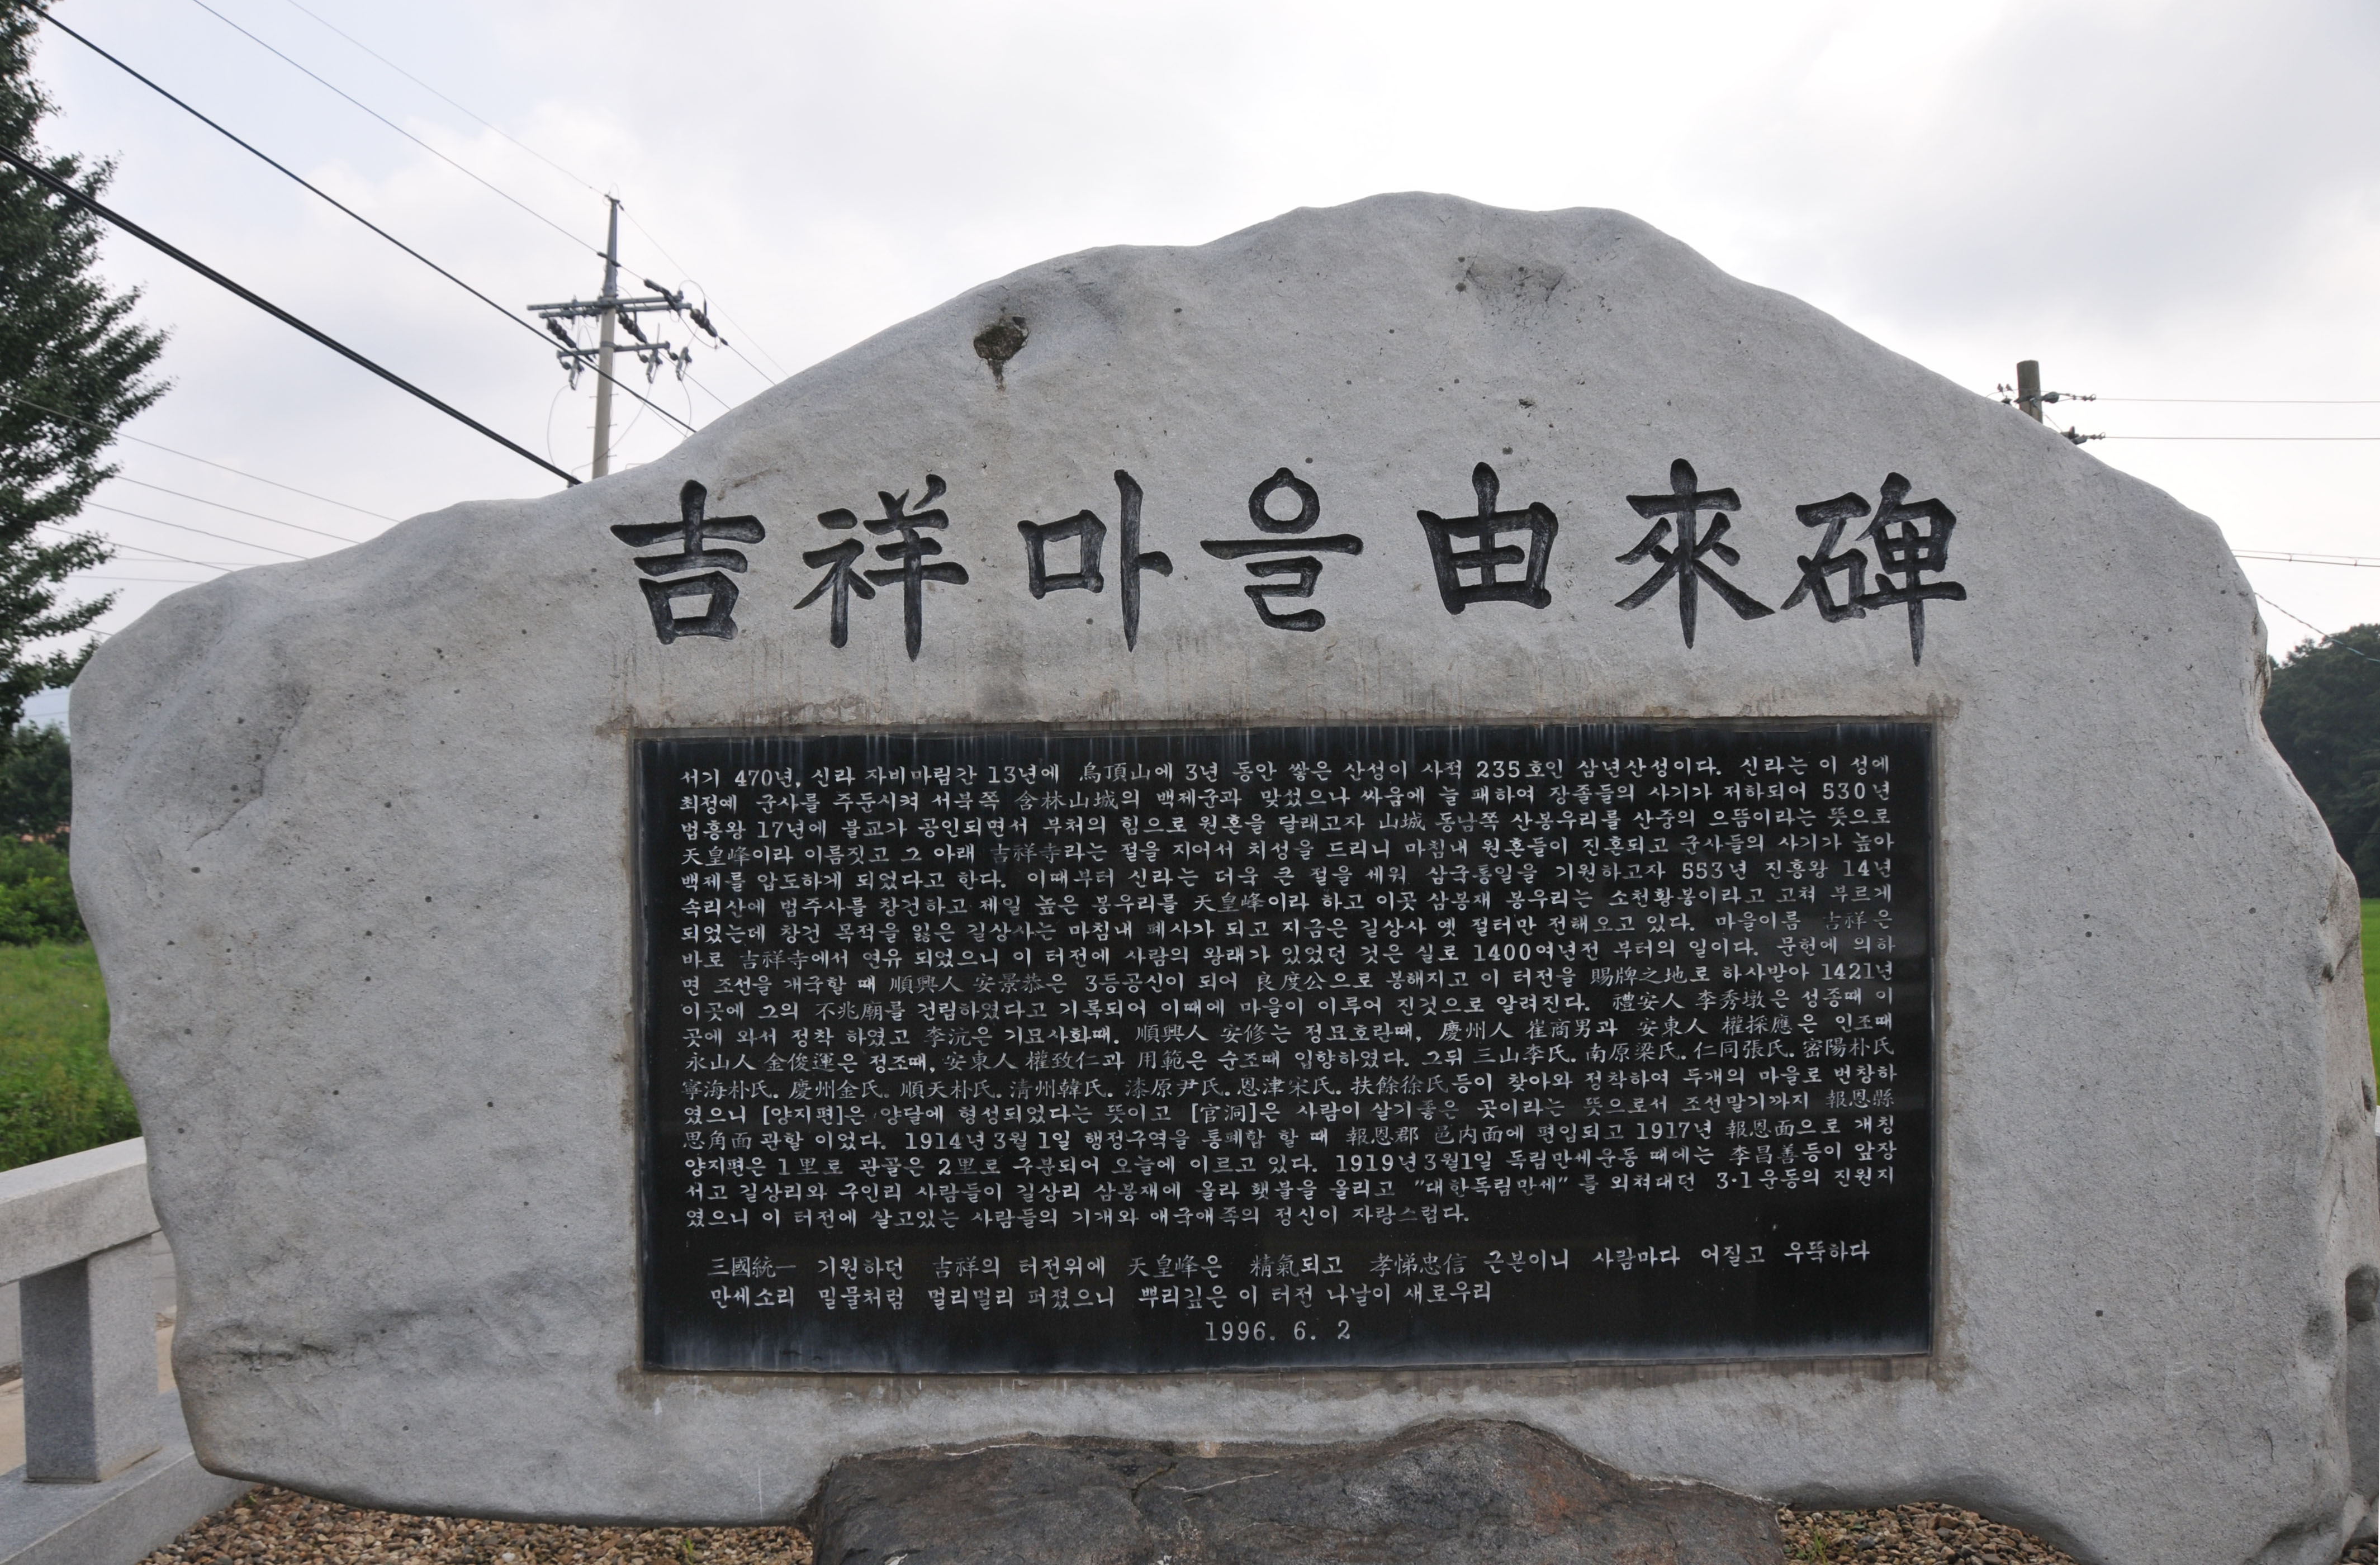 吉祥마을 由來碑
서기 470년, 신라 자비마립간 13년에 烏頂山에 3년 동안 쌓은 산성이 사적 235호인 삼년산성이다. 신라는 이 성에
최정예 군사를 주둔시켜 서북쪽 含林山城의 백제군과 맞섰으나 싸움에 늘 패하여 장졸들의 사기가 저하되어 530년
법흥왕 17년에 불교가 공인되면서 부처의 힘으로 원혼을 달래고자 山城 동남쪽 산봉우리를 산중의 으뜸이라는 뜻으로
天皇峰이라 이름짓고 그 아래 吉祥寺라는 절을 지어서 치성을 드리니 마침내 원혼들이 진혼되고 군사들의 사기가 높아
백제를 압도하게 되었다고 한다. 이때부터 신라는 더욱 큰 절을 세워 삼국통일을 기원하고자 553년 진흥왕 14년
속리산에 법주사를 창건하고 제일 높은 봉우리를 天皇峰이라 하고 이곳 삼봉재 봉우리는 소천황봉이라고 고쳐 부르게
되었는데 창건 목적을 잃은 길상사는 마침내 폐사가 되고 지금은 길상사 옛 절터만 전해오고 있다. 마을이름 吉祥은
바로 吉祥寺에서 연유 되었으니 이 터전에 사람의 왕래가 있었던 것은 실로 1400여년전 부터의 일이다. 문헌에 의하
면 조선을 개국할 때 順興人 安景恭은 3등공신이 되어 良度公으로 봉해지고 이 터전을 賜牌之地로 하사받아 1421년
이곳에 그의 不兆廟를 건립하였다고 기록되어 이때에 마을이 이루어 진것으로 알려진다. 禮安人 李秀墩은 성종때 이
곳에 와서 정착 하였고 李沆은 기묘사화때. 順興人 安修는 정묘호란때, 慶州人 崔商男과 安東人 權採應은 인조때
永山人 金俊運은 정조때, 安東人 權致仁과 用範은 순조때 입향하였다. 그뒤 三山李氏. 南原梁氏. 仁同張氏. 密陽朴氏
寧海朴氏. 慶州金氏. 順天朴氏. 淸州韓氏. 漆原尹氏. 恩津宋氏. 扶餘徐氏등이 찾아와 정착하여 두개의 마을로 번창하
였으니 [양지편]은 양달에 형성되었다는 뜻이고 [官洞]은 사람이 살기좋은 곳이라는 뜻으로서 조선말기까지 報恩縣
思角面 관할 이었다. 1914년 3월 1일 행정구역을 통폐합 할 때 報恩郡 邑内面에 편입되고 1917년 報恩面으로 개칭
양지편은 1里로 관골은 2里로 구분되어 오늘에 이르고 있다. 1919년 3월1일 독립만세운동 때에는 李昌善등이 앞장
서고 길상리와 구인리 사람들이 길상리 삼봉재에 올라 횃불을 올리고 "대한독립만세" 를 외쳐대던 3·1운동의 진원지
였으니 이 터전에 살고있는 사람들의 기개와 애국애족의 정신이 자랑스럽다.
三國統一 기원하던 吉祥의 터전위에 天皇峰은 精氣되고 孝悌忠信 근본이니 사람마다 어질고 우뚝하다
만세소리 밀물처럼 멀리멀리 퍼졌으니 뿌리깊은 이 터전 나날이 새로우리
1996. 6. 2